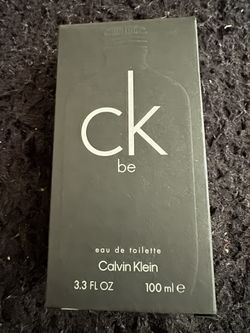 ck
be
eau de toilette
Calvin Klein
3.3 FL OZ 100 ml e